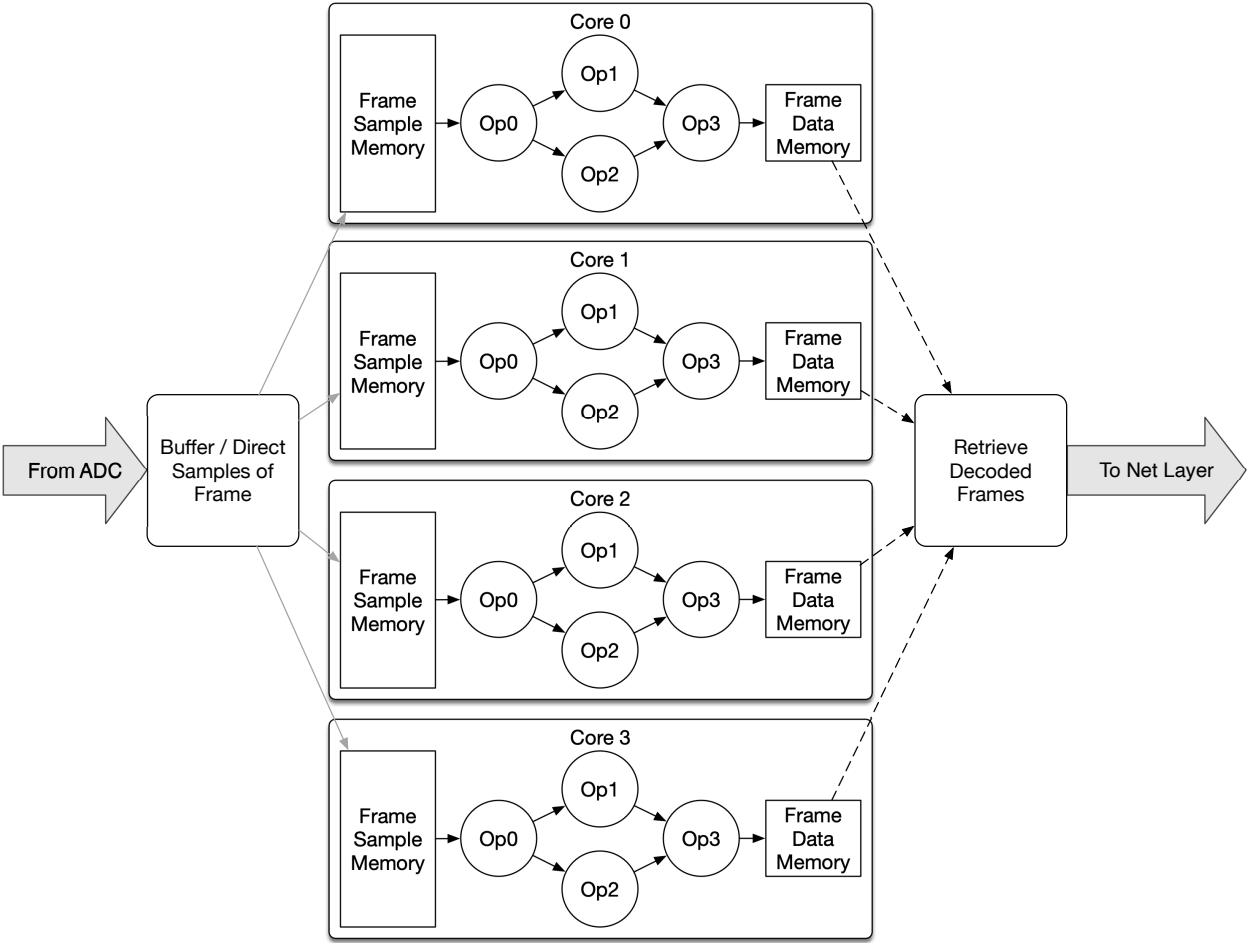 From ADC
Buffer / Direct
Samples of
Frame
Core 0
Frame
Sample
Memory
Op0
Op1
Op2
Op3
Frame
Data
Memory
Core 1
Frame
Sample
Memory
Op0
Op1
Op2
Op3
Frame
Data
Memory
Core 2
Frame
Sample
Memory
Op0
Op1
Op2
Op3
Frame
Data
Memory
Core 3
Frame
Sample
Memory
Op0
Op1
Op2
Op3
Frame
Data
Memory
Retrieve
Decoded
Frames
To Net Layer